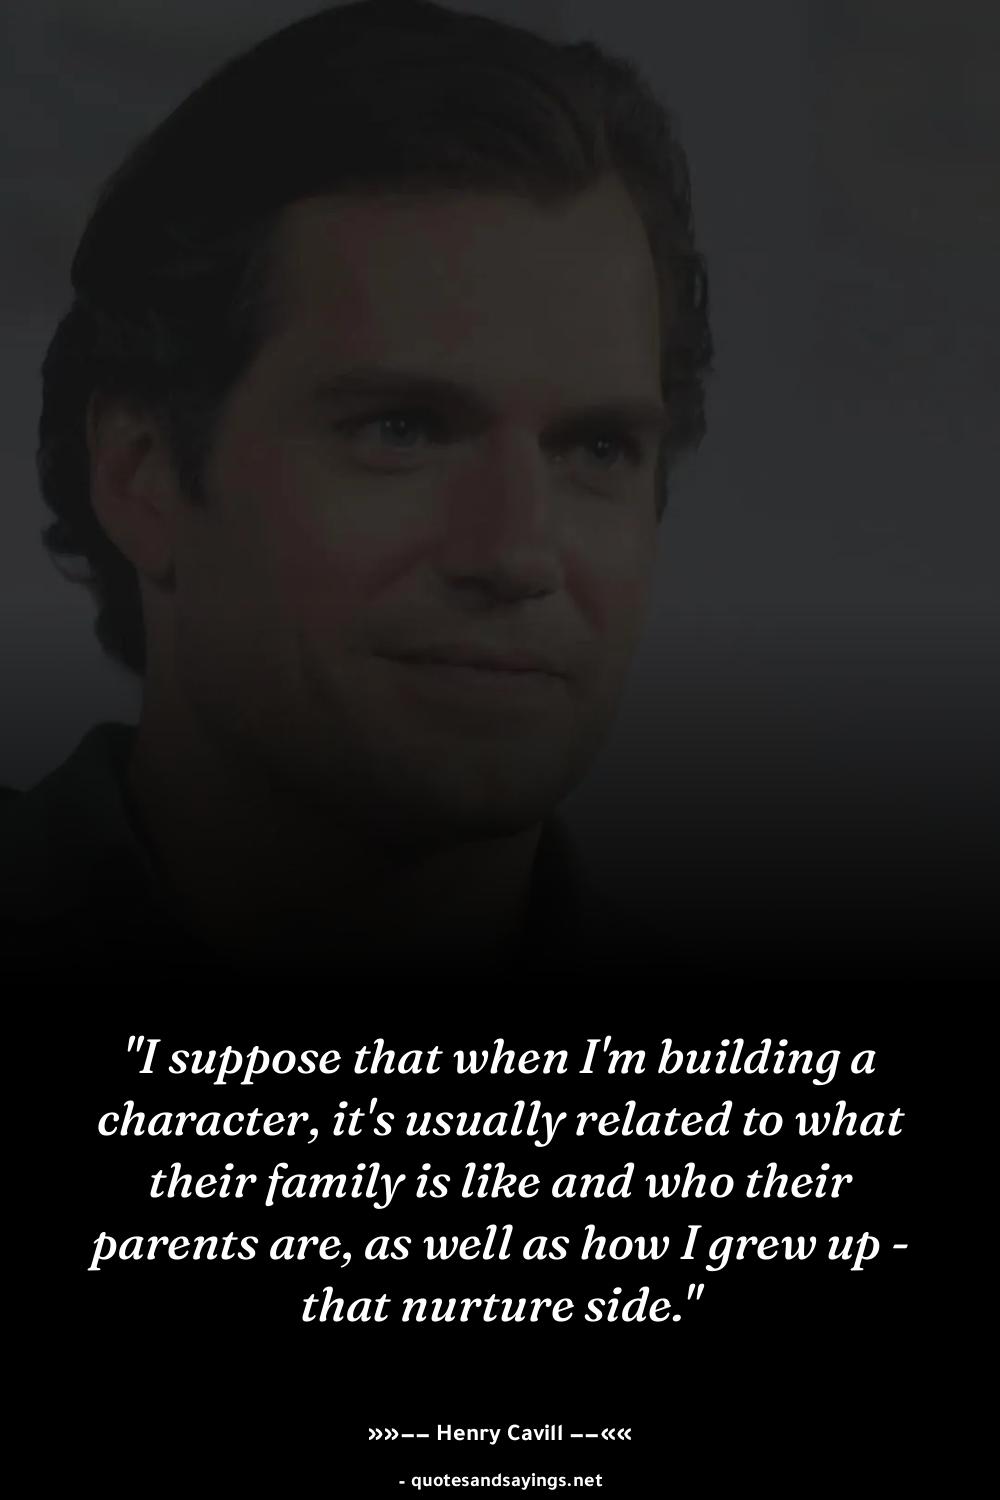 "I suppose that when I'm building a
character, it's usually related to what
their family is like and who their
parents are, as well as how I grew up -
that nurture side."
»»−− Henry Cavill −−««
- quotesandsayings.net